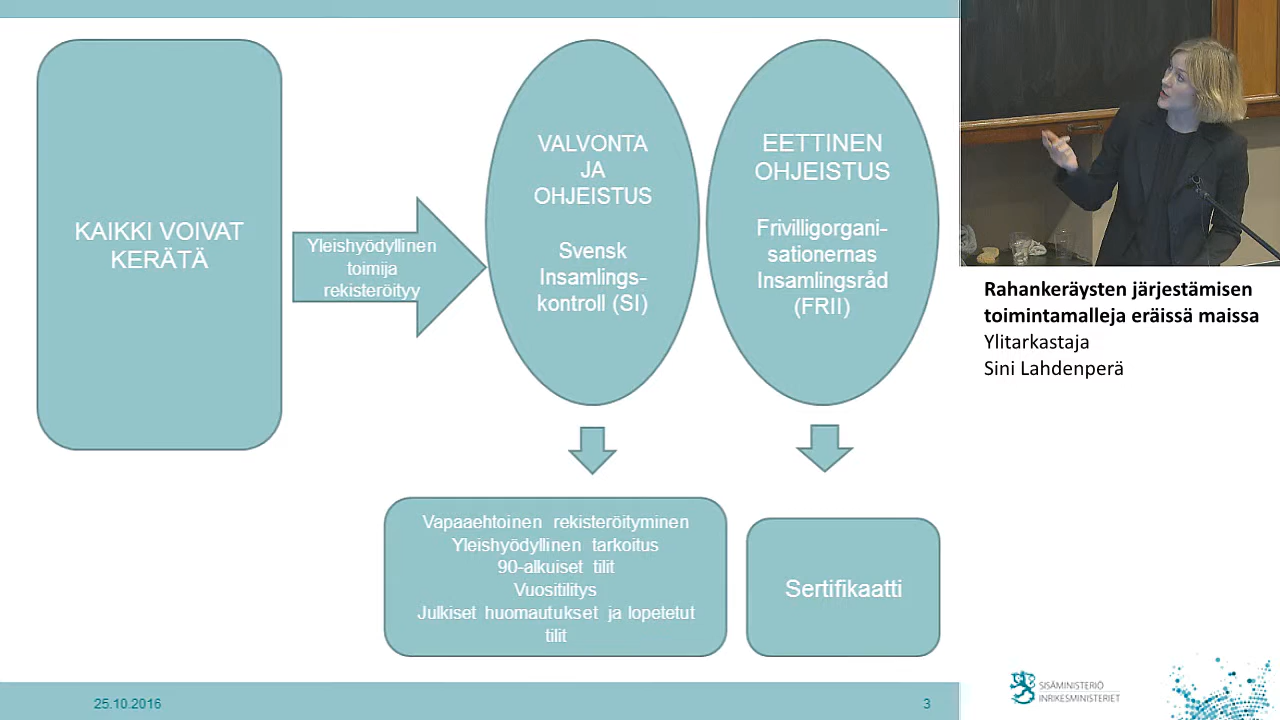 KAIKKI VOIVAT
KERÄTÄ
Yleishyödyllinen
toimija
rekisteröityy
VALVONTA
JA
OHJEISTUS
Svensk
Insamlings-
kontroll (SI)
EETTINEN
OHJEISTUS
Frivilligorgani-
sationernas
Insamlingsråd
(FRII)
Vapaaehtoinen rekisteröityminen
Yleishyödyllinen tarkoitus
90-alkuiset tilit
Vuositilitys
Julkiset huomautukset ja lopetetut
tilit
Sertifikaatti
Rahankeräysten järjestämisen
toimintamalleja eräissä maissa
Ylitarkastaja
Sini Lahdenperä
25.10.2016
3
SISÄMINISTERIÖ
INRIKESMINISTERIET